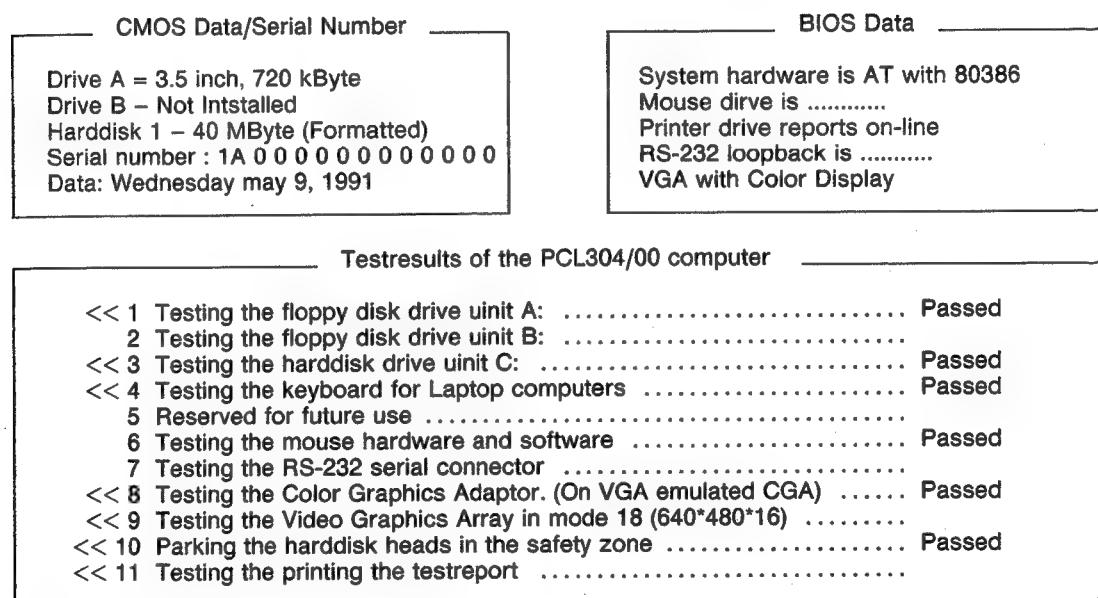 CMOS Data/Serial Number
Drive A = 3.5 inch, 720 kByte
Drive B – Not Intstalled
Harddisk 1 – 40 MByte (Formatted)
Serial number : 1A 0 0 0 0 0 0 0 0 0 0 0 0 0
Data: Wednesday may 9, 1991
BIOS Data
System hardware is AT with 80386
Mouse dirve is ............
Printer drive reports on-line
RS-232 loopback is ...........
VGA with Color Display
Testresults of the PCL304/00 computer
<< 1 Testing the floppy disk drive uinit A: ................................ Passed
2 Testing the floppy disk drive uinit B: ................................
<< 3 Testing the harddisk drive uinit C: ................................... Passed
<< 4 Testing the keyboard for Laptop computers ........................ Passed
5 Reserved for future use .............................................
6 Testing the mouse hardware and software ......................... Passed
7 Testing the RS-232 serial connector ................................
<< 8 Testing the Color Graphics Adaptor. (On VGA emulated CGA) ...... Passed
<< 9 Testing the Video Graphics Array in mode 18 (640*480*16) .........
<< 10 Parking the harddisk heads in the safety zone ...................... Passed
<< 11 Testing the printing the testreport ..................................